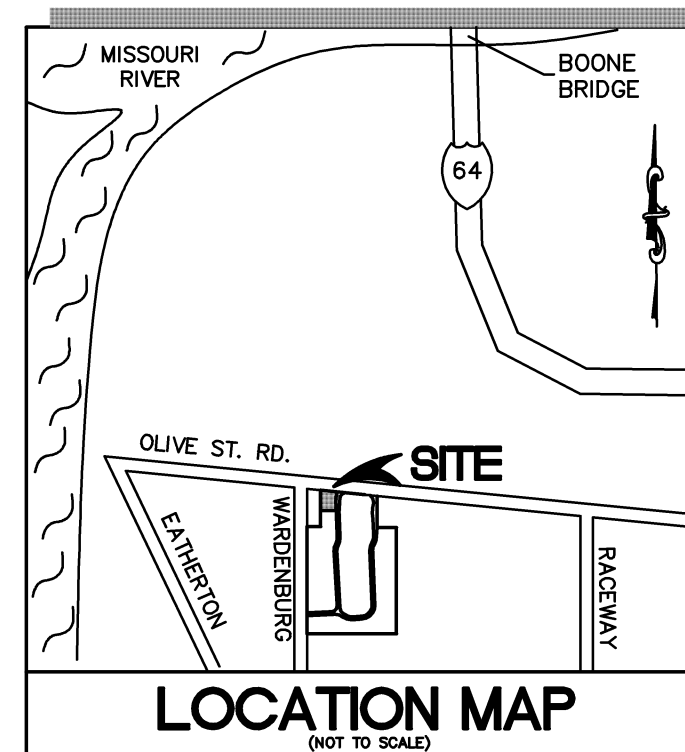 MISSOURI
RIVER
BOONE
BRIDGE
64
OLIVE ST. RD.
SITE
EATHERTON
WARDENBURG
RACEWAY
LOCATION MAP
(NOT TO SCALE)